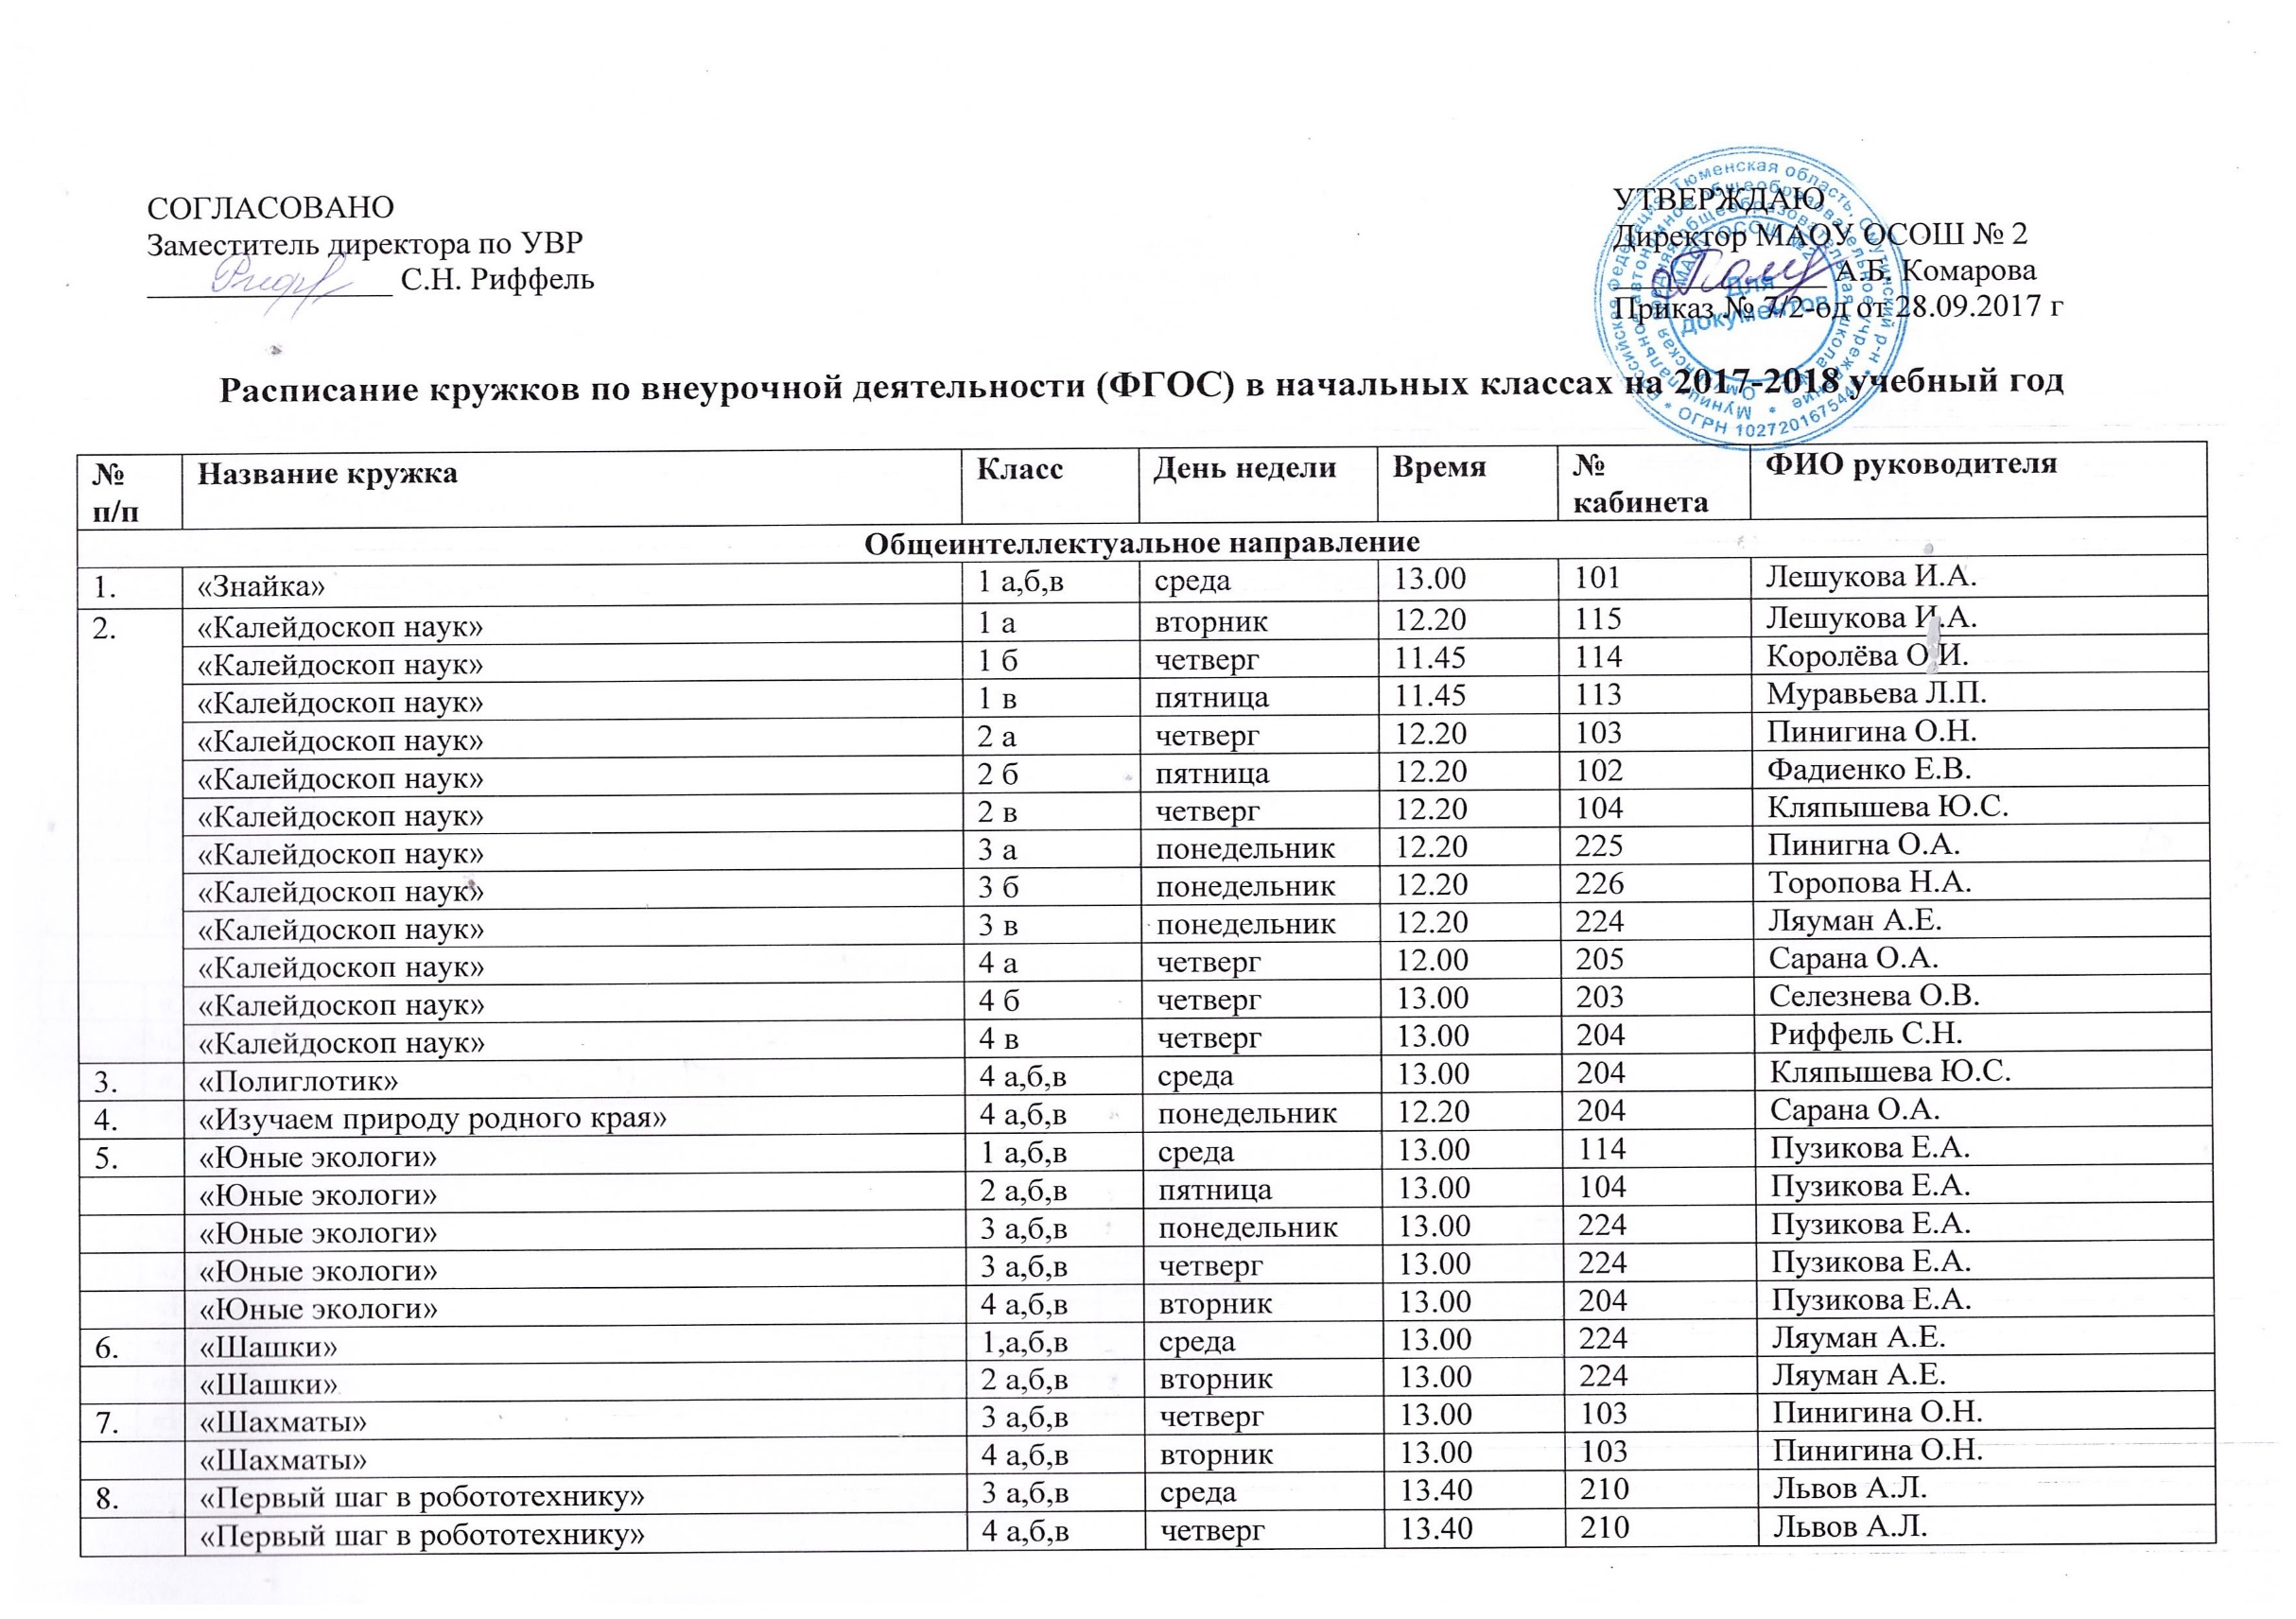 СОГЛАСОВАНО
Заместитель директора по УВР
С.Н. Риффель
УТВЕРЖДАЮ
Директор МАОУ ОСОШ № 2
А.Б. Комарова
Приказ № 7/2-од от 28.09.2017 г
Для
документов
Расписание кружков по внеурочной деятельности (ФГОС) в начальных классах на 2017-2018 учебный год
№ п/п Название кружка Класс День недели Время № кабинета ФИО руководителя
Общеинтеллектуальное направление
1. «Знайка» 1 а,б,в среда 13.00 101 Лешукова И.А.
2. «Калейдоскоп наук» 1 а вторник 12.20 115 Лешукова И.А.
«Калейдоскоп наук» 1 б четверг 11.45 114 Королёва О.И.
«Калейдоскоп наук» 1 в пятница 11.45 113 Муравьева Л.П.
«Калейдоскоп наук» 2 а четверг 12.20 103 Пинигина О.Н.
«Калейдоскоп наук» 2 б пятница 12.20 102 Фадиенко Е.В.
«Калейдоскоп наук» 2 в четверг 12.20 104 Кляпышева Ю.С.
«Калейдоскоп наук» 3 а понедельник 12.20 225 Пинигна О.А.
«Калейдоскоп наук» 3 б понедельник 12.20 226 Торопова Н.А.
«Калейдоскоп наук» 3 в понедельник 12.20 224 Ляуман А.Е.
«Калейдоскоп наук» 4 а четверг 12.00 205 Сарана О.А.
«Калейдоскоп наук» 4 б четверг 13.00 203 Селезнева О.В.
«Калейдоскоп наук» 4 в четверг 13.00 204 Риффель С.Н.
3. «Полиглотик» 4 а,б,в среда 13.00 204 Кляпышева Ю.С.
4. «Изучаем природу родного края» 4 а,б,в понедельник 12.20 204 Сарана О.А.
5. «Юные экологи» 1 а,б,в среда 13.00 114 Пузикова Е.А.
«Юные экологи» 2 а,б,в пятница 13.00 104 Пузикова Е.А.
«Юные экологи» 3 а,б,в понедельник 13.00 224 Пузикова Е.А.
«Юные экологи» 3 а,б,в четверг 13.00 224 Пузикова Е.А.
«Юные экологи» 4 а,б,в вторник 13.00 204 Пузикова Е.А.
6. «Шашки» 1,а,б,в среда 13.00 224 Ляуман А.Е.
«Шашки» 2 а,б,в вторник 13.00 224 Ляуман А.Е.
7. «Шахматы» 3 а,б,в четверг 13.00 103 Пинигина О.Н.
«Шахматы» 4 а,б,в вторник 13.00 103 Пинигина О.Н.
8. «Первый шаг в робототехнику» 3 а,б,в среда 13.40 210 Львов А.Л.
«Первый шаг в робототехнику» 4 а,б,в четверг 13.40 210 Львов А.Л.